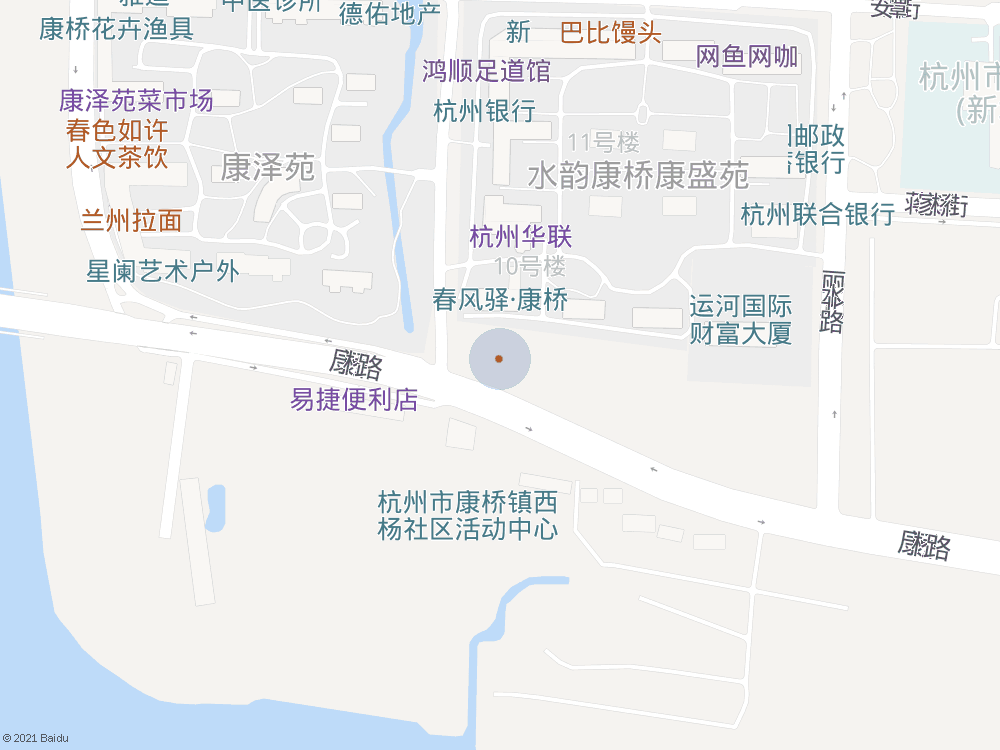 康桥花卉渔具
中医诊所
德佑地产
新
巴比馒头
网鱼网咖
鸿顺足道馆
杭州市
(新
康泽苑菜市场
杭州银行
春色如许
人文茶饮
11号楼
邮政
银行
康泽苑
水韵康桥康盛苑
兰州拉面
杭州联合银行
杭州华联
10号楼
星阑艺术户外
春风驿·康桥
运河国际
财富大厦
易捷便利店
杭州市康桥镇西
杨社区活动中心
© 2021 Baidu